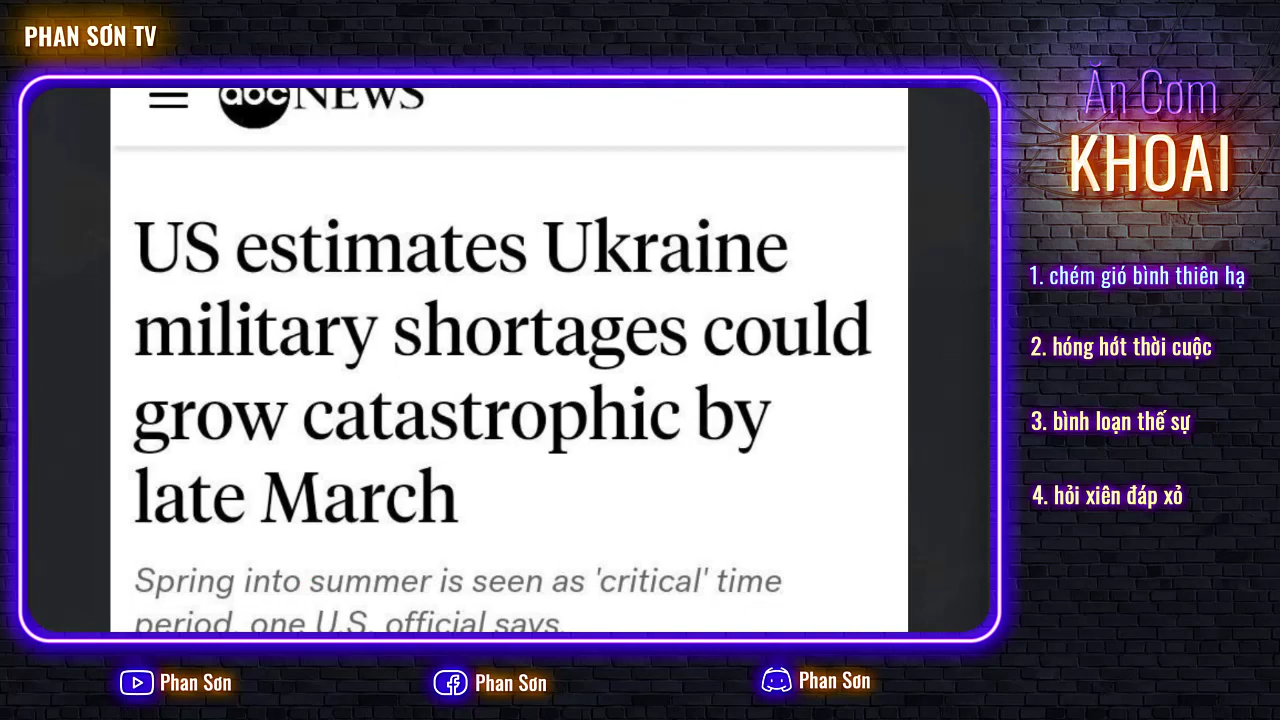 PHAN SƠN TV
abc NEWS
US estimates Ukraine
military shortages could
grow catastrophic by
late March
Spring into summer is seen as 'critical' time
period, one U.S. official says.
Ăn Cơm
KHOAI
1. chém gió bình thiên hạ
2. hóng hớt thời cuộc
3. bình loạn thế sự
4. hỏi xiên đáp xỏ
Phan Sơn
Phan Sơn
Phan Sơn